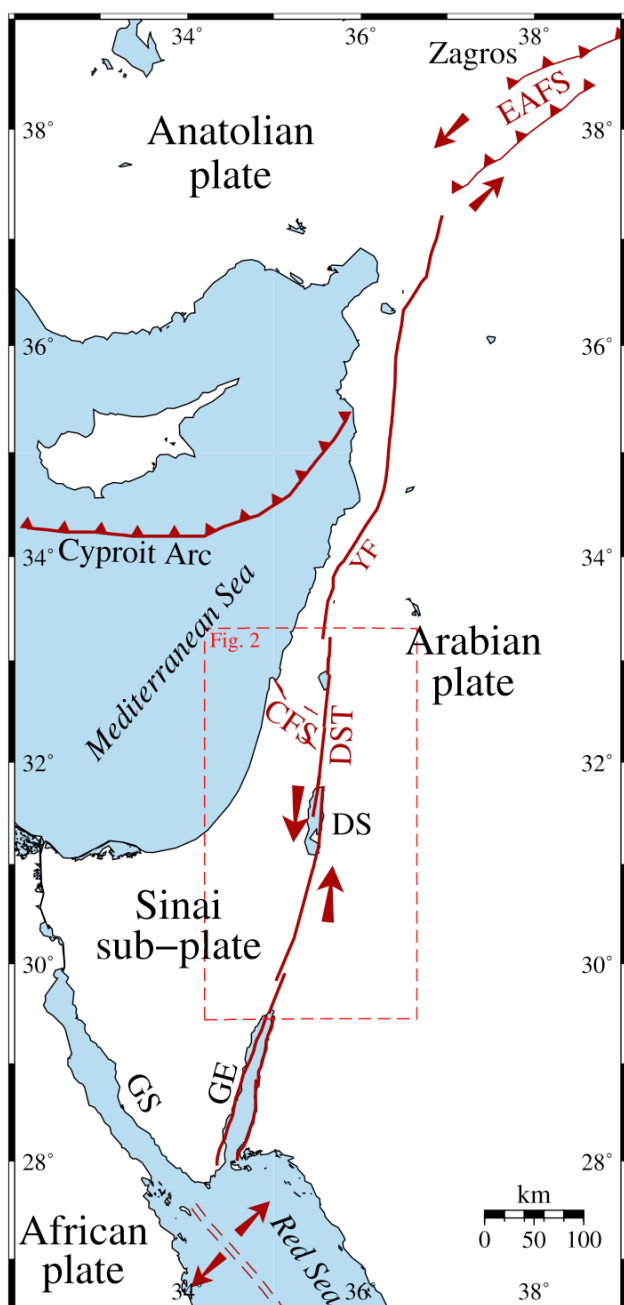 34° 36° 38°
Zagros
EAFS
38° 38°
Anatolian
plate
36° 36°
34° 34°
Cyproit Arc
YF
Mediterranean Sea
Fig. 2
Arabian
plate
CFS
DST
32° 32°
DS
Sinai
sub-plate
30° 30°
GS
GE
28° 28°
km
0 50 100
African
plate
Red Sea
34° 36° 38°